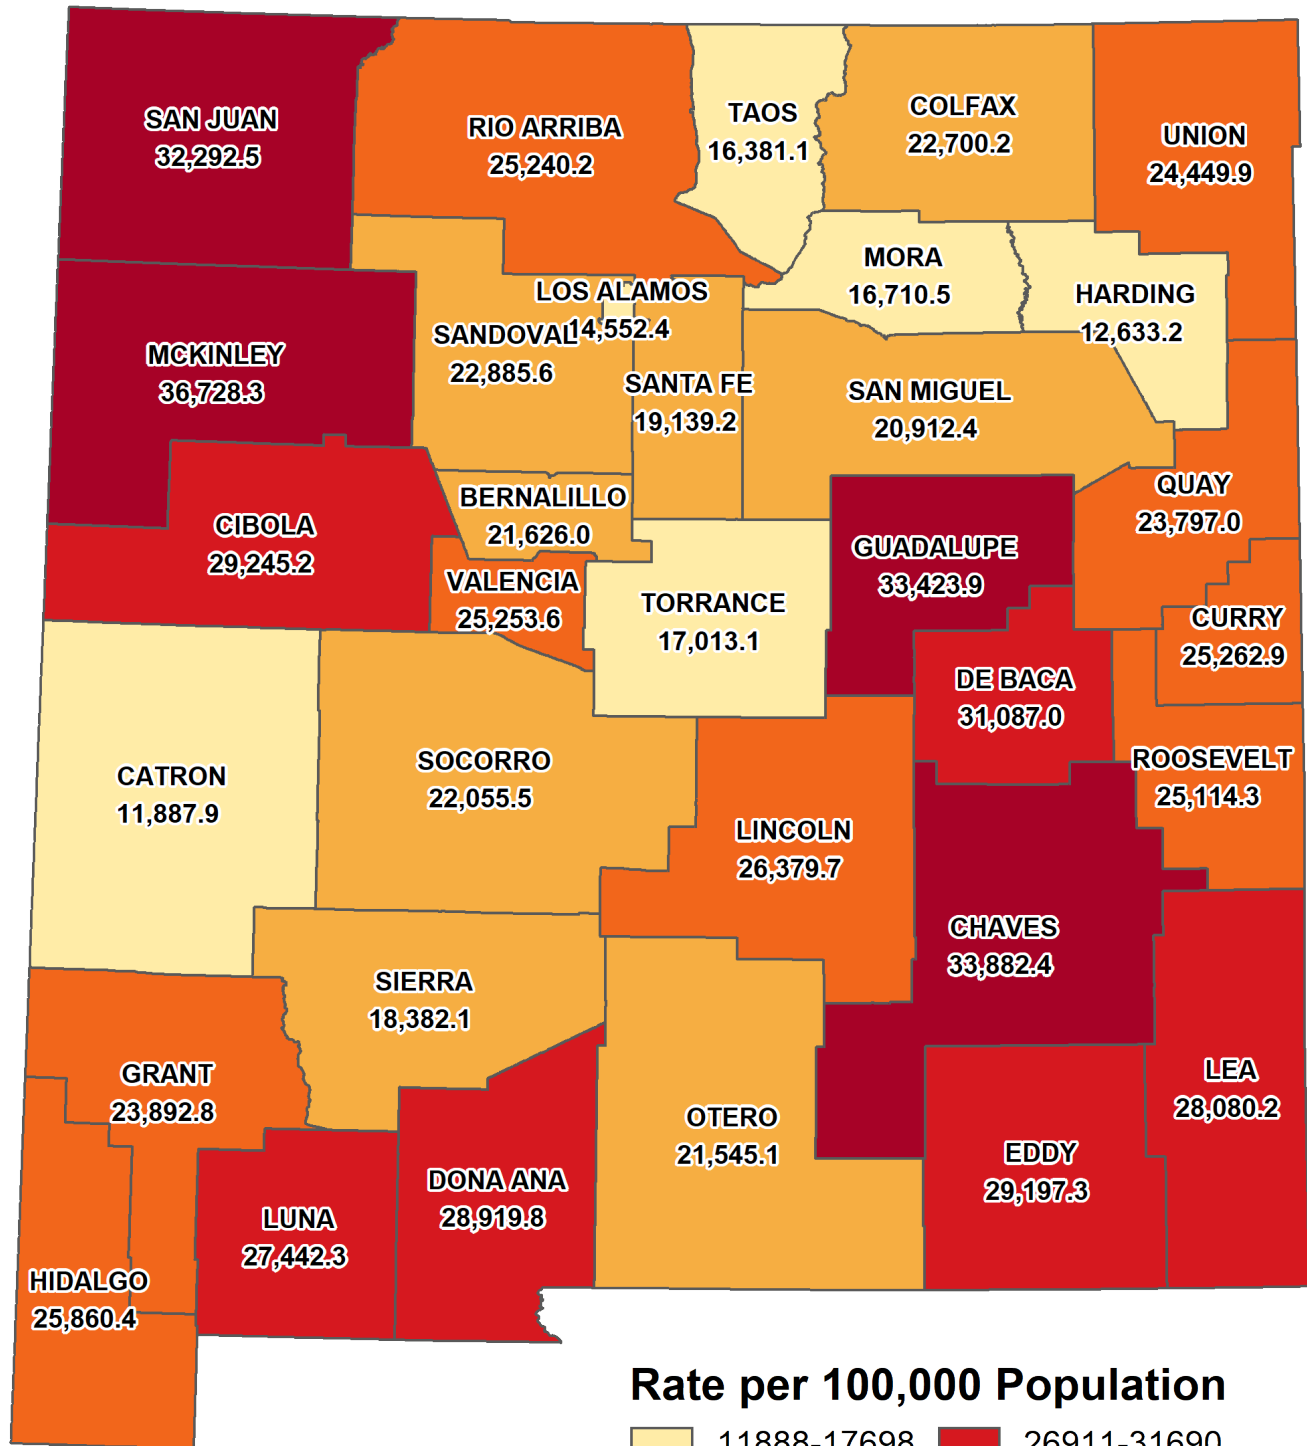 SAN JUAN
32,292.5
RIO ARRIBA
25,240.2
TAOS
16,381.1
COLFAX
22,700.2
UNION
24,449.9
MORA
16,710.5
HARDING
12,633.2
LOS ALAMOS
14,552.4
SANDOVAL
22,885.6
MCKINLEY
36,728.3
SANTA FE
19,139.2
SAN MIGUEL
20,912.4
QUAY
23,797.0
BERNALILLO
21,626.0
CIBOLA
29,245.2
GUADALUPE
33,423.9
VALENCIA
25,253.6
TORRANCE
17,013.1
CURRY
25,262.9
DE BACA
31,087.0
ROOSEVELT
25,114.3
CATRON
11,887.9
SOCORRO
22,055.5
LINCOLN
26,379.7
CHAVES
33,882.4
SIERRA
18,382.1
GRANT
23,892.8
LEA
28,080.2
OTERO
21,545.1
EDDY
29,197.3
DONA ANA
28,919.8
LUNA
27,442.3
HIDALGO
25,860.4
Rate per 100,000 Population
11888-17698 26911-31690